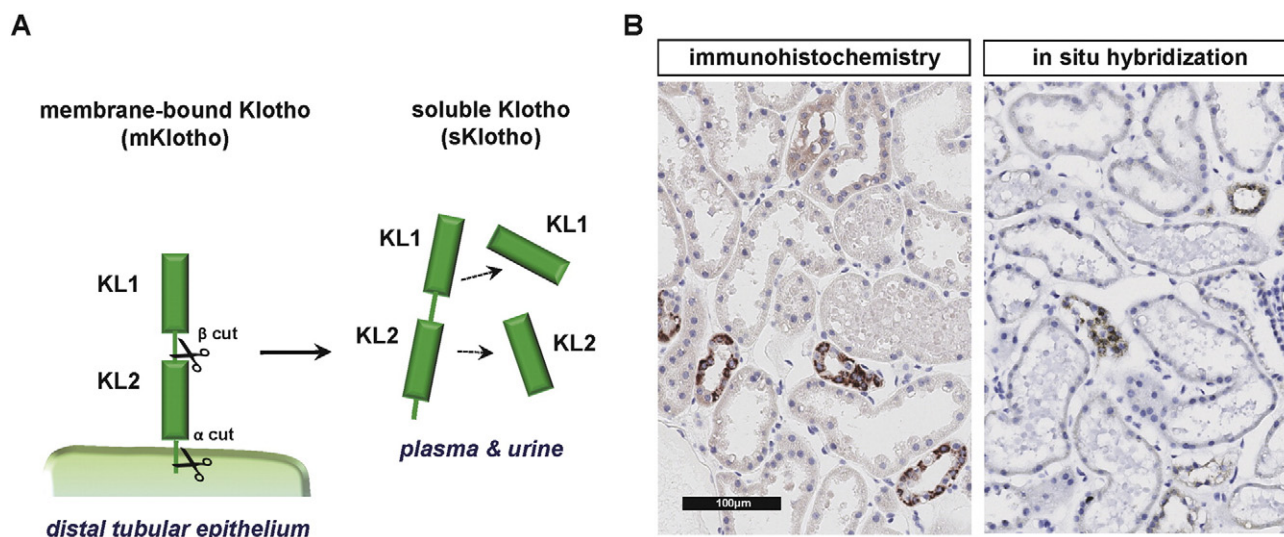 A
membrane-bound Klotho
(mKlotho)
soluble Klotho
(sKlotho)
KL1
β cut
KL2
α cut
distal tubular epithelium
KL1
KL1
KL2
KL2
plasma & urine
B
immunohistochemistry
in situ hybridization
100µm